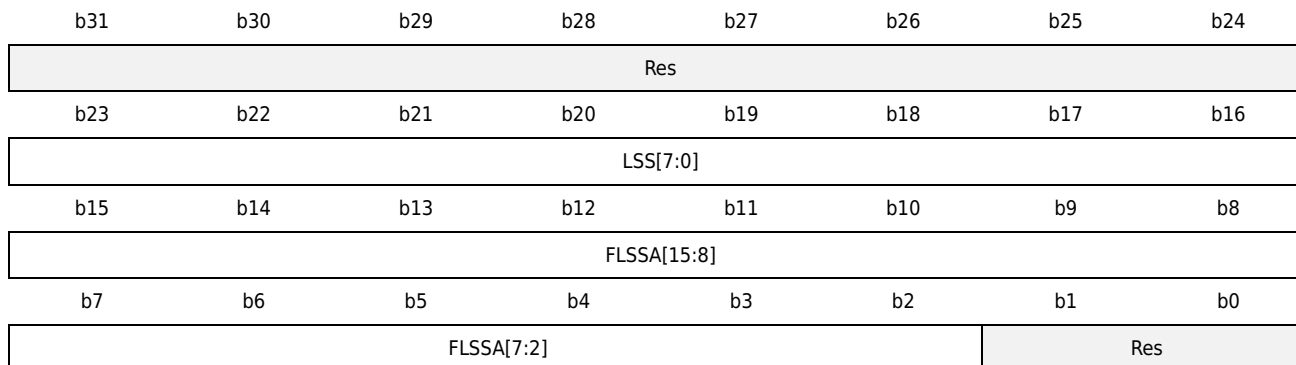 b31 b30 b29 b28 b27 b26 b25 b24
Res
b23 b22 b21 b20 b19 b18 b17 b16
LSS[7:0]
b15 b14 b13 b12 b11 b10 b9 b8
FLSSA[15:8]
b7 b6 b5 b4 b3 b2 b1 b0
FLSSA[7:2] Res